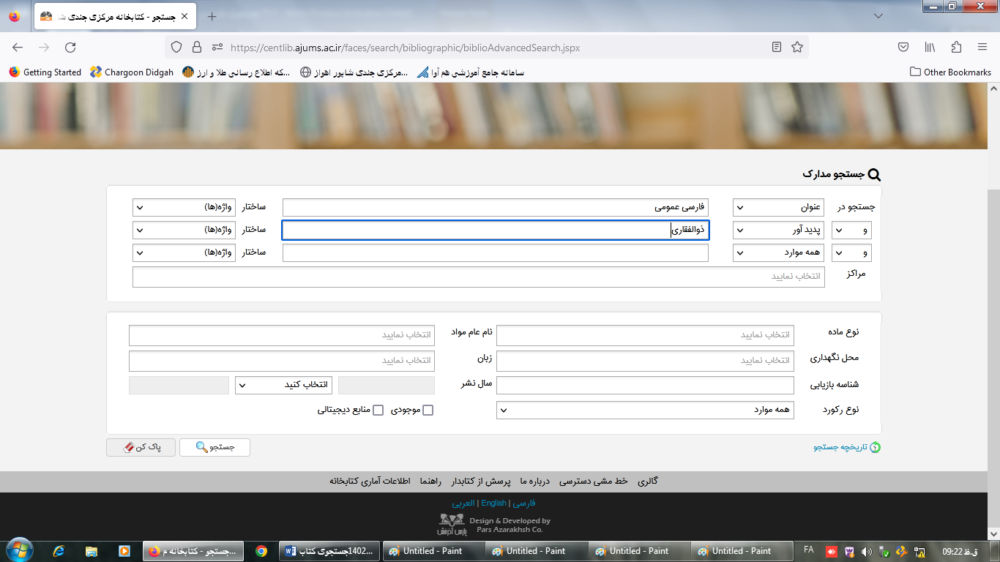 جستجو - کتابخانه مرکزی جندی شا
https://centlib.ajums.ac.ir/faces/search/bibliographic/biblioAdvancedSearch.jspx
Getting Started Chargoon Didgah که اطلاع رسانی طلا و ارز... مرکزی جندی شاپور اهواز... سامانه جامع آموزشی هم آوا Other Bookmarks
جستجو مدارک
جستجو در عنوان فارسی عمومی ساختار واژه(ها)
و پدید آور ذوالفقاری ساختار واژه(ها)
و همه موارد ساختار واژه(ها)
مراکز انتخاب نمایید
نوع ماده انتخاب نمایید نام عام مواد انتخاب نمایید
محل نگهداری انتخاب نمایید زبان انتخاب نمایید
شناسه بازیابی سال نشر انتخاب کنید
نوع رکورد همه موارد موجودی منابع دیجیتالی
تاریخچه جستجو جستجو پاک کن
گالری خط مشی دسترسی درباره ما پرسش از کتابدار راهنما اطلاعات آماری کتابخانه
فارسی | English | العربی
Design & Developed by
Pars Azarakhsh Co.
پارس آذرخش
جستجو - کتابخانه م... 1402جستجوی کتاب... Untitled - Paint Untitled - Paint Untitled - Paint Untitled - Paint FA 09:22 ق.ظ